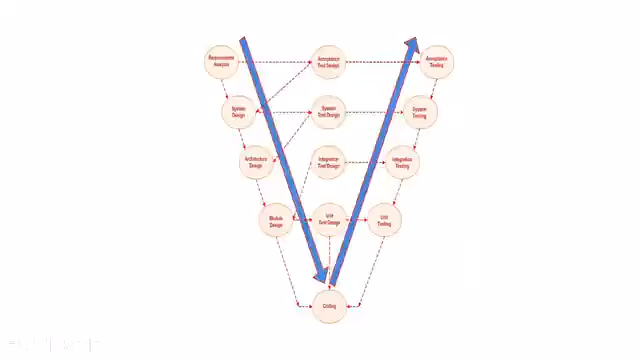 Requirements
Analysis
Acceptance
Test Design
Acceptance
Testing
System
Design
System
Test Design
System
Testing
Architecture
Design
Integration
Test Design
Integration
Testing
Module
Design
Unit
Test Design
Unit
Testing
Coding